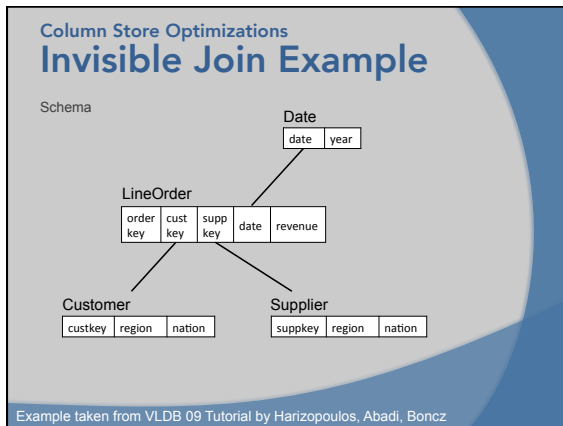 Column Store Optimizations
Invisible Join Example
Schema
Date
date year
LineOrder
order key cust key supp key date revenue
Customer
custkey region nation
Supplier
suppkey region nation
Example taken from VLDB 09 Tutorial by Harizopoulos, Abadi, Boncz